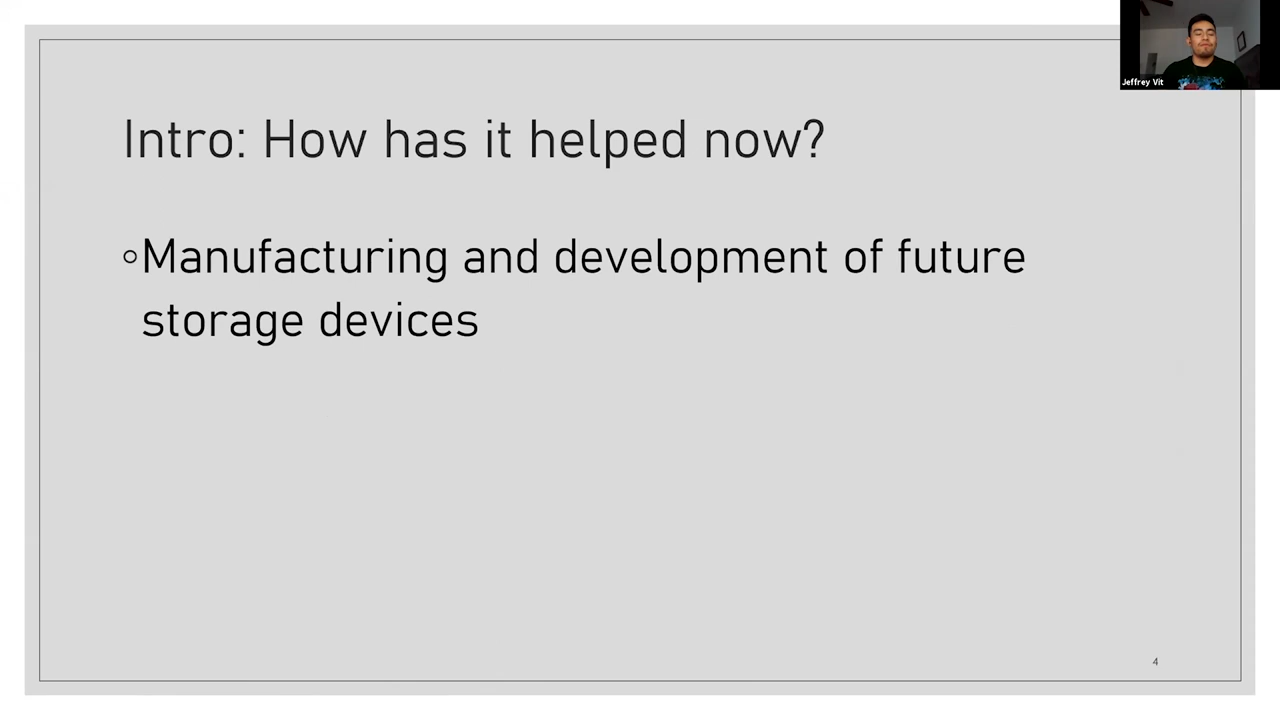 Jeffrey Vit
Intro: How has it helped now?
◦Manufacturing and development of future
storage devices
4